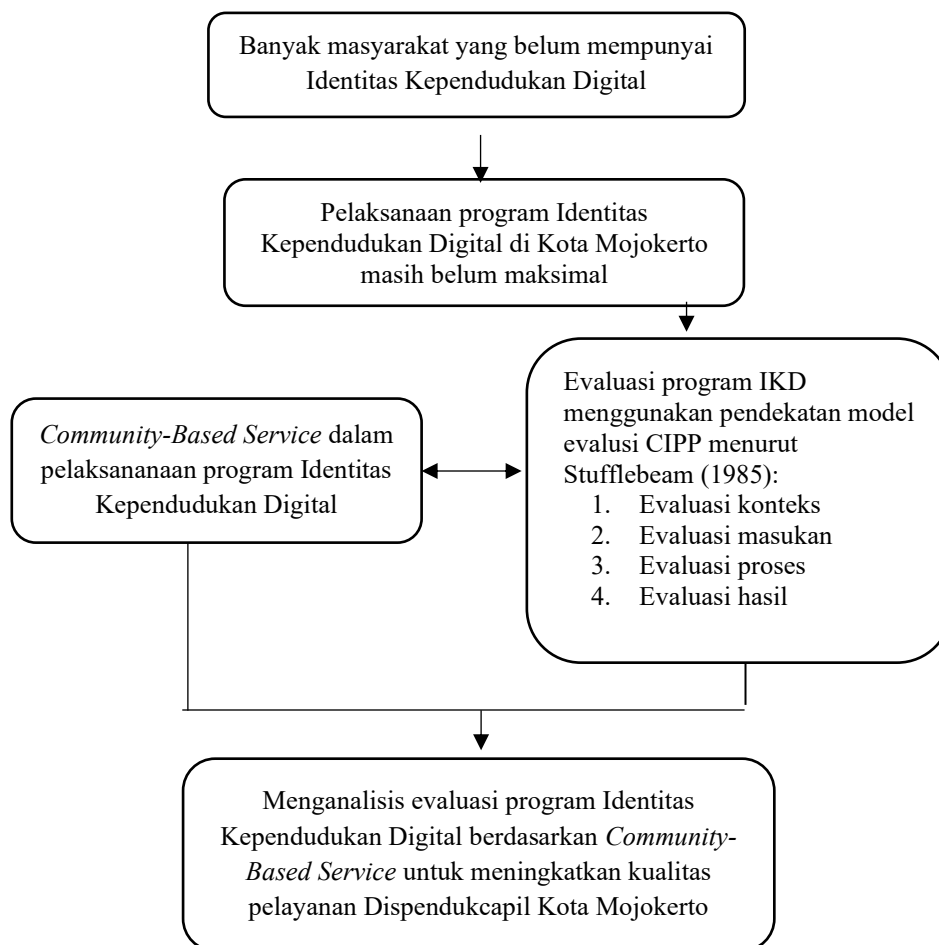 Banyak masyarakat yang belum mempunyai
Identitas Kependudukan Digital
Pelaksanaan program Identitas
Kependudukan Digital di Kota Mojokerto
masih belum maksimal
Community-Based Service dalam
pelaksananaan program Identitas
Kependudukan Digital
Evaluasi program IKD
menggunakan pendekatan model
evalusi CIPP menurut
Stufflebeam (1985):
1. Evaluasi konteks
2. Evaluasi masukan
3. Evaluasi proses
4. Evaluasi hasil
Menganalisis evaluasi program Identitas
Kependudukan Digital berdasarkan Community-
Based Service untuk meningkatkan kualitas
pelayanan Dispendukcapil Kota Mojokerto